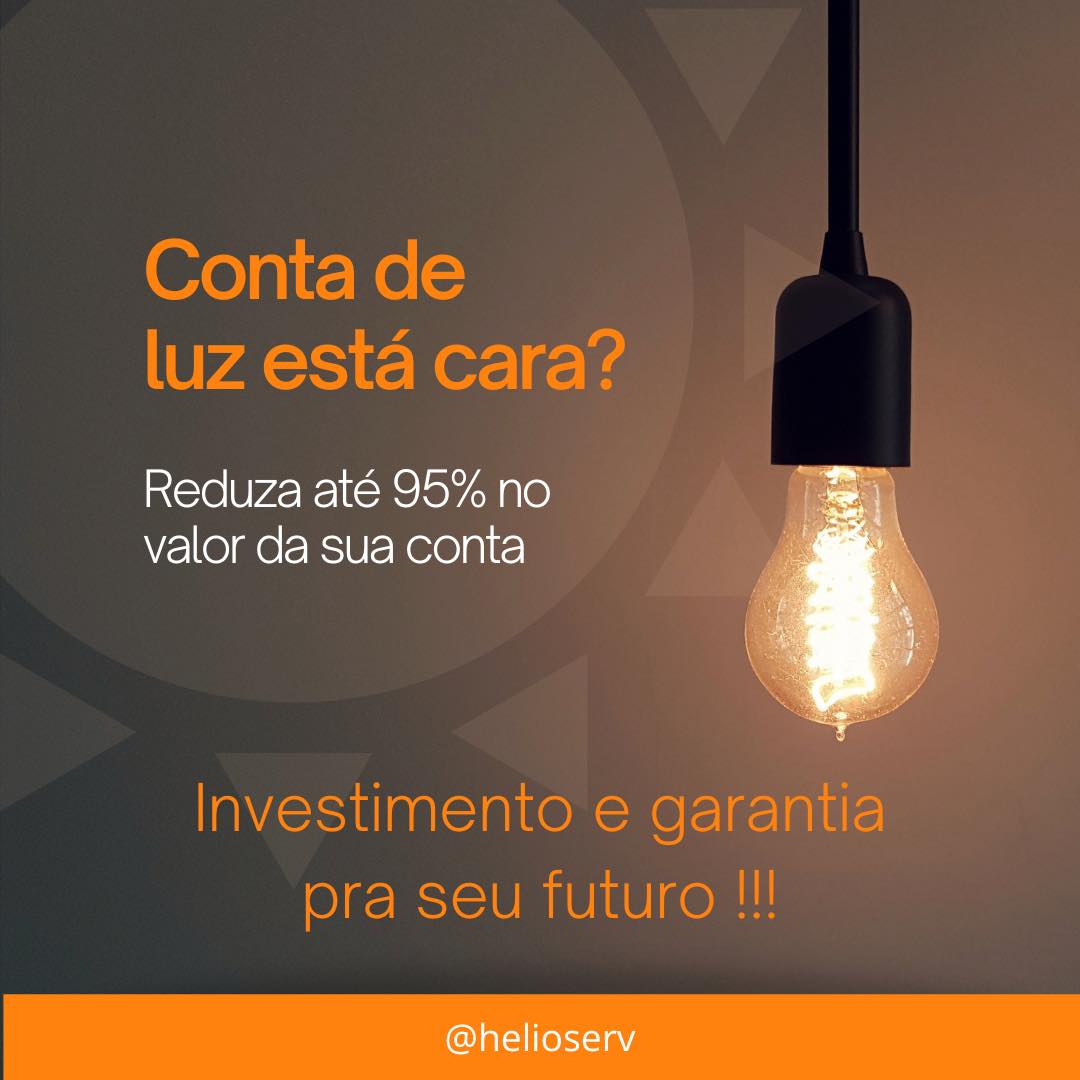 Conta de
luz está cara?
Reduza até 95% no
valor da sua conta
Investimento e garantia
pra seu futuro !!!
@helioserv